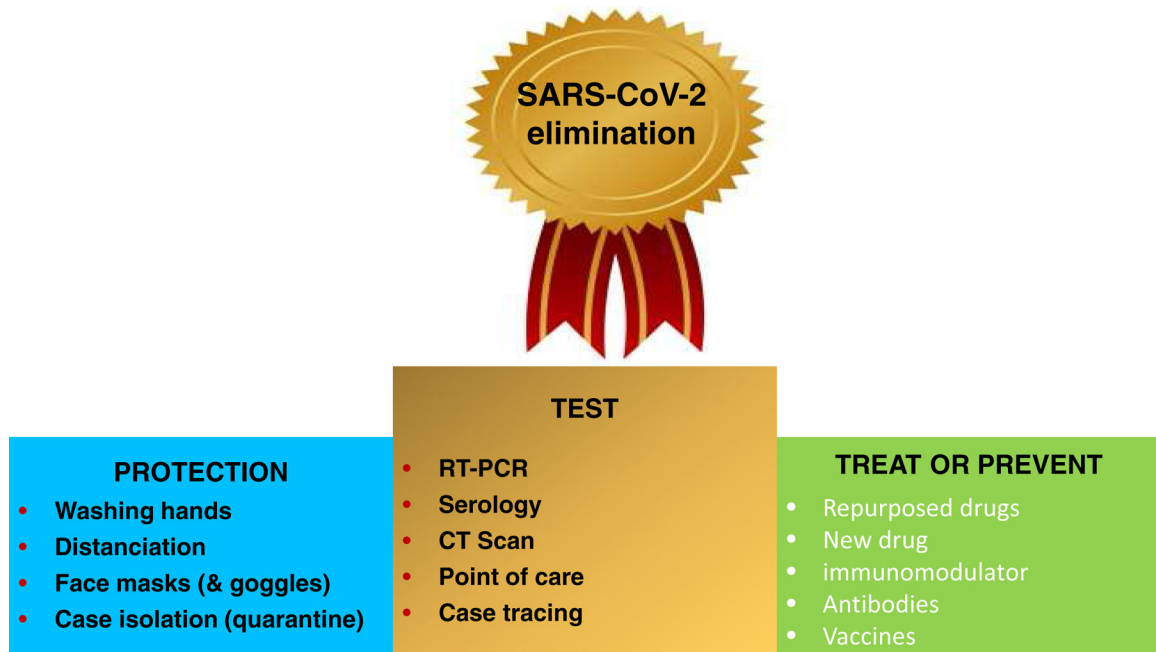 SARS-CoV-2
elimination
PROTECTION
• Washing hands
• Distanciation
• Face masks (& goggles)
• Case isolation (quarantine)
TEST
• RT-PCR
• Serology
• CT Scan
• Point of care
• Case tracing
TREAT OR PREVENT
• Repurposed drugs
• New drug
• immunomodulator
• Antibodies
• Vaccines